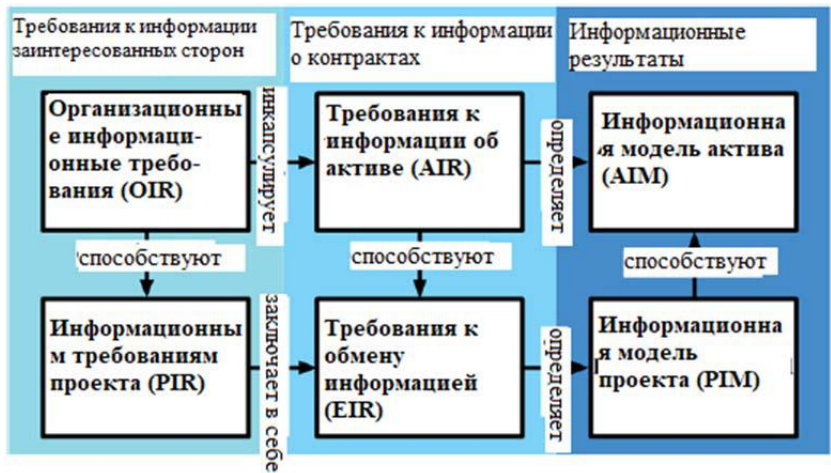 Требования к информации
заинтересованных сторон
Требования к информации
о контрактах
Информационные
результаты
Организационны
е информаци-
онные требо-
вания (OIR)
инкапсулирует
Требования к
информации об
активе (AIR)
определяет
Информационна
я модель актива
(AIM)
способствуют
способствуют
способствуют
Информационны
м требованиям
проекта (PIR)
заключает в себе
Требования к
обмену
информацией
(EIR)
определяет
Информационна
я модель
проекта (PIM)